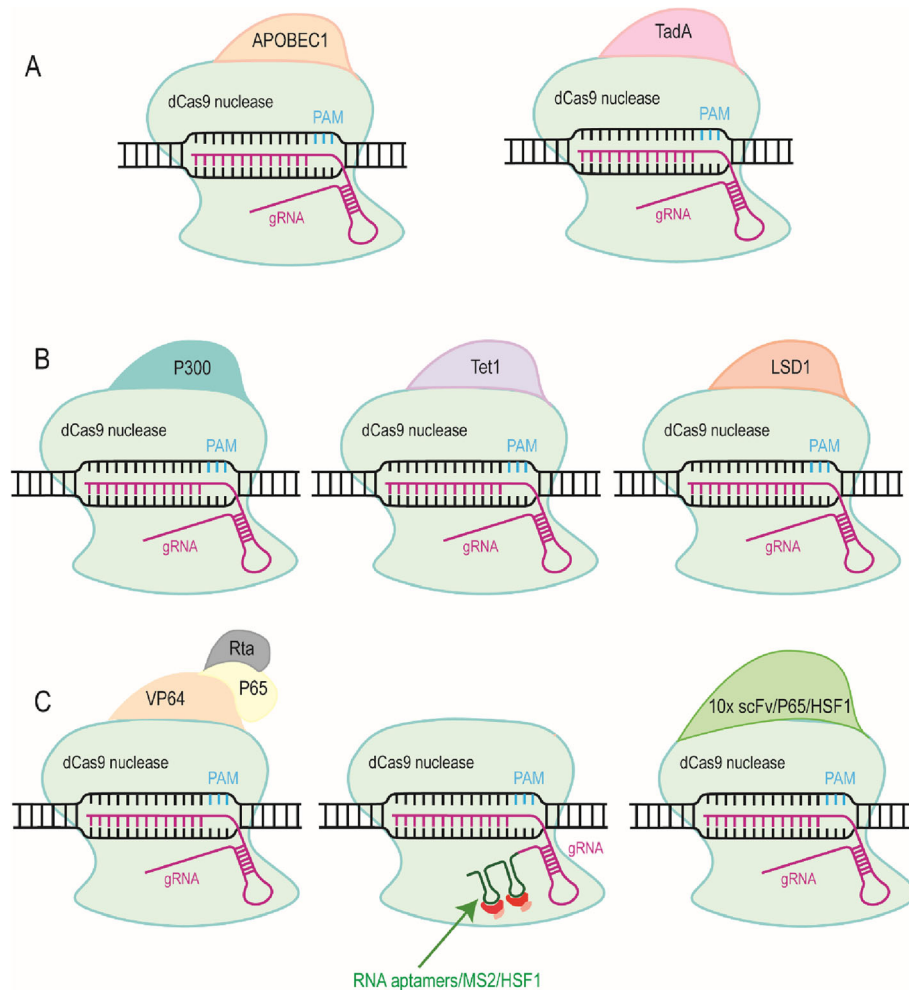 A
APOBEC1
dCas9 nuclease
PAM
gRNA
TadA
dCas9 nuclease
PAM
gRNA
B
P300
dCas9 nuclease
PAM
gRNA
Tet1
dCas9 nuclease
PAM
gRNA
LSD1
dCas9 nuclease
PAM
gRNA
C
Rta
P65
VP64
dCas9 nuclease
PAM
gRNA
dCas9 nuclease
PAM
gRNA
RNA aptamers/MS2/HSF1
10x scFv/P65/HSF1
dCas9 nuclease
PAM
gRNA